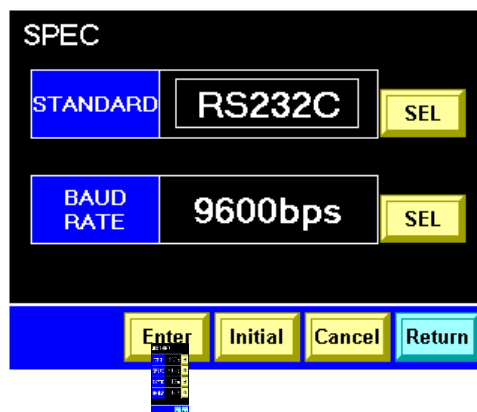 SPEC
STANDARD RS232C SEL
BAUD
RATE 9600bps SEL
Enter Initial Cancel Return